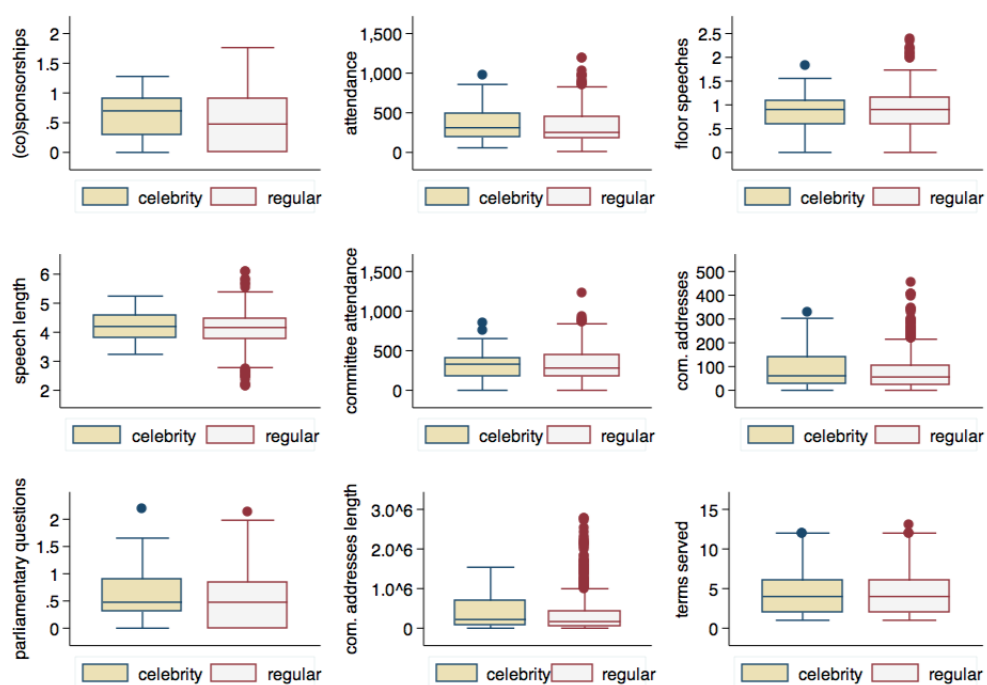 (co)sponsorships
2
1.5
1
.5
0
celebrity regular
attendance
1,500
1,000
500
0
celebrity regular
floor speeches
2.5
2
1.5
1
.5
0
celebrity regular
speech length
6
5
4
3
2
celebrity regular
committee attendance
1,500
1,000
500
0
celebrity regular
com. addresses
500
400
300
200
100
0
celebrity regular
parliamentary questions
2
1.5
1
.5
0
celebrity regular
com. addresses length
3.0^6
2.0^6
1.0^6
0
celebrity regular
terms served
15
10
5
0
celebrity regular